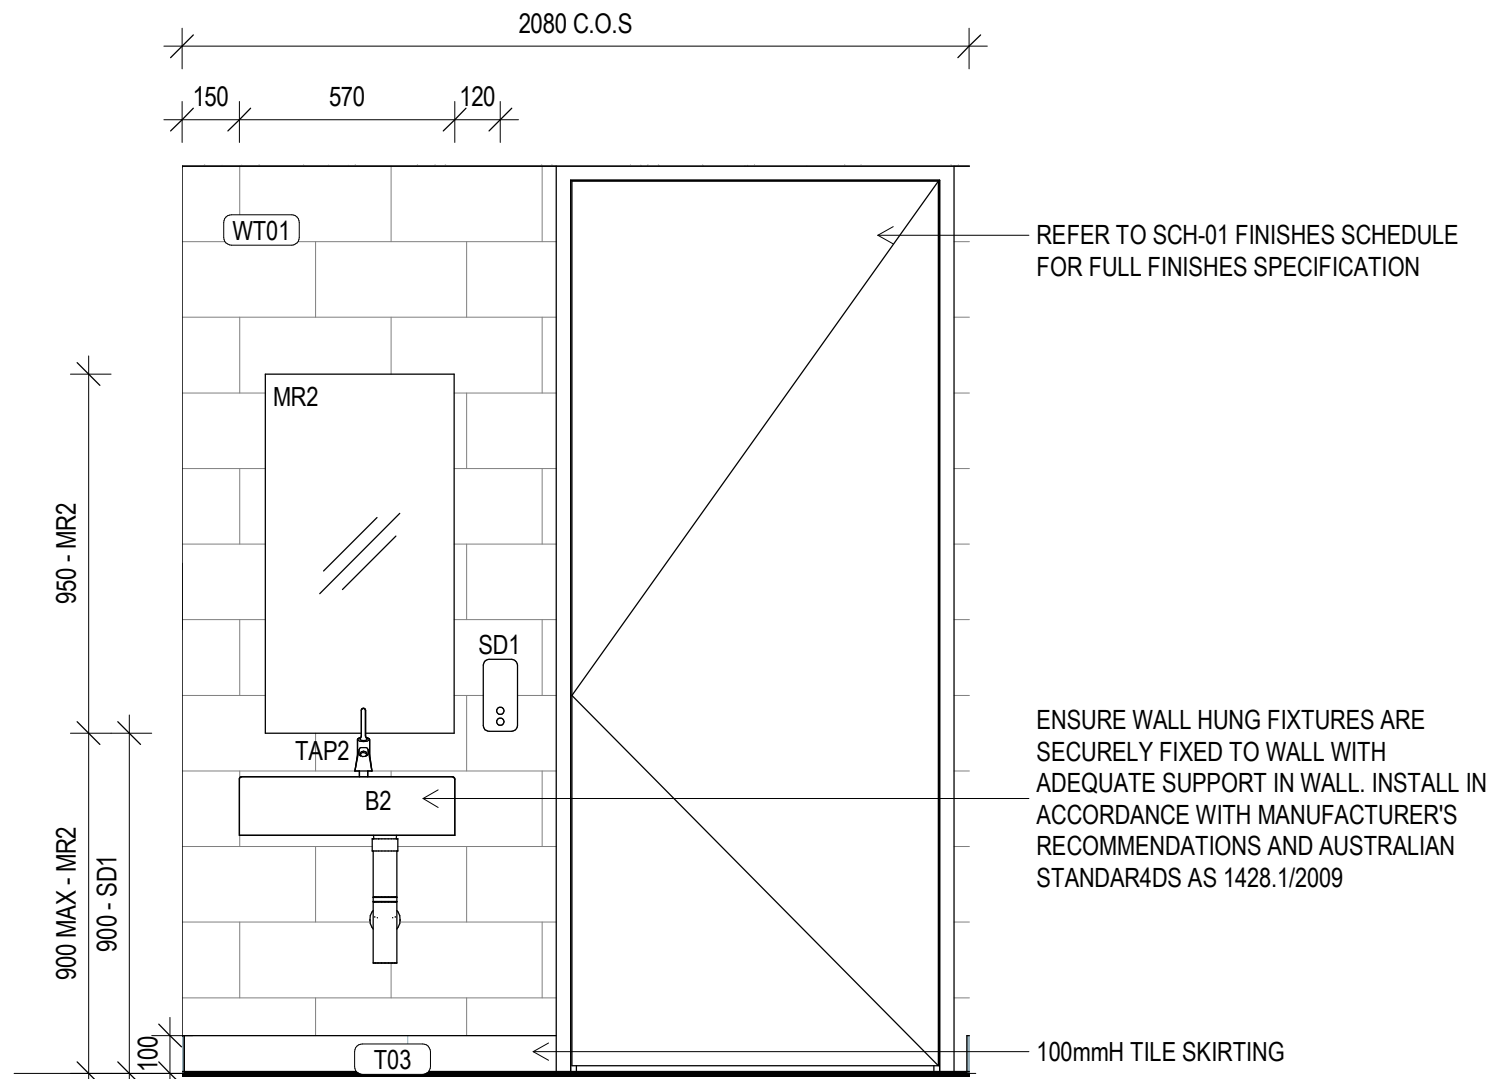 2080 C.O.S
150
570
120
WT01
REFER TO SCH-01 FINISHES SCHEDULE
FOR FULL FINISHES SPECIFICATION
MR2
950 - MR2
SD1
TAP2
B2
ENSURE WALL HUNG FIXTURES ARE
SECURELY FIXED TO WALL WITH
ADEQUATE SUPPORT IN WALL. INSTALL IN
ACCORDANCE WITH MANUFACTURER'S
RECOMMENDATIONS AND AUSTRALIAN
STANDAR4DS AS 1428.1/2009
900 MAX - MR2
900 - SD1
100
T03
100mmH TILE SKIRTING